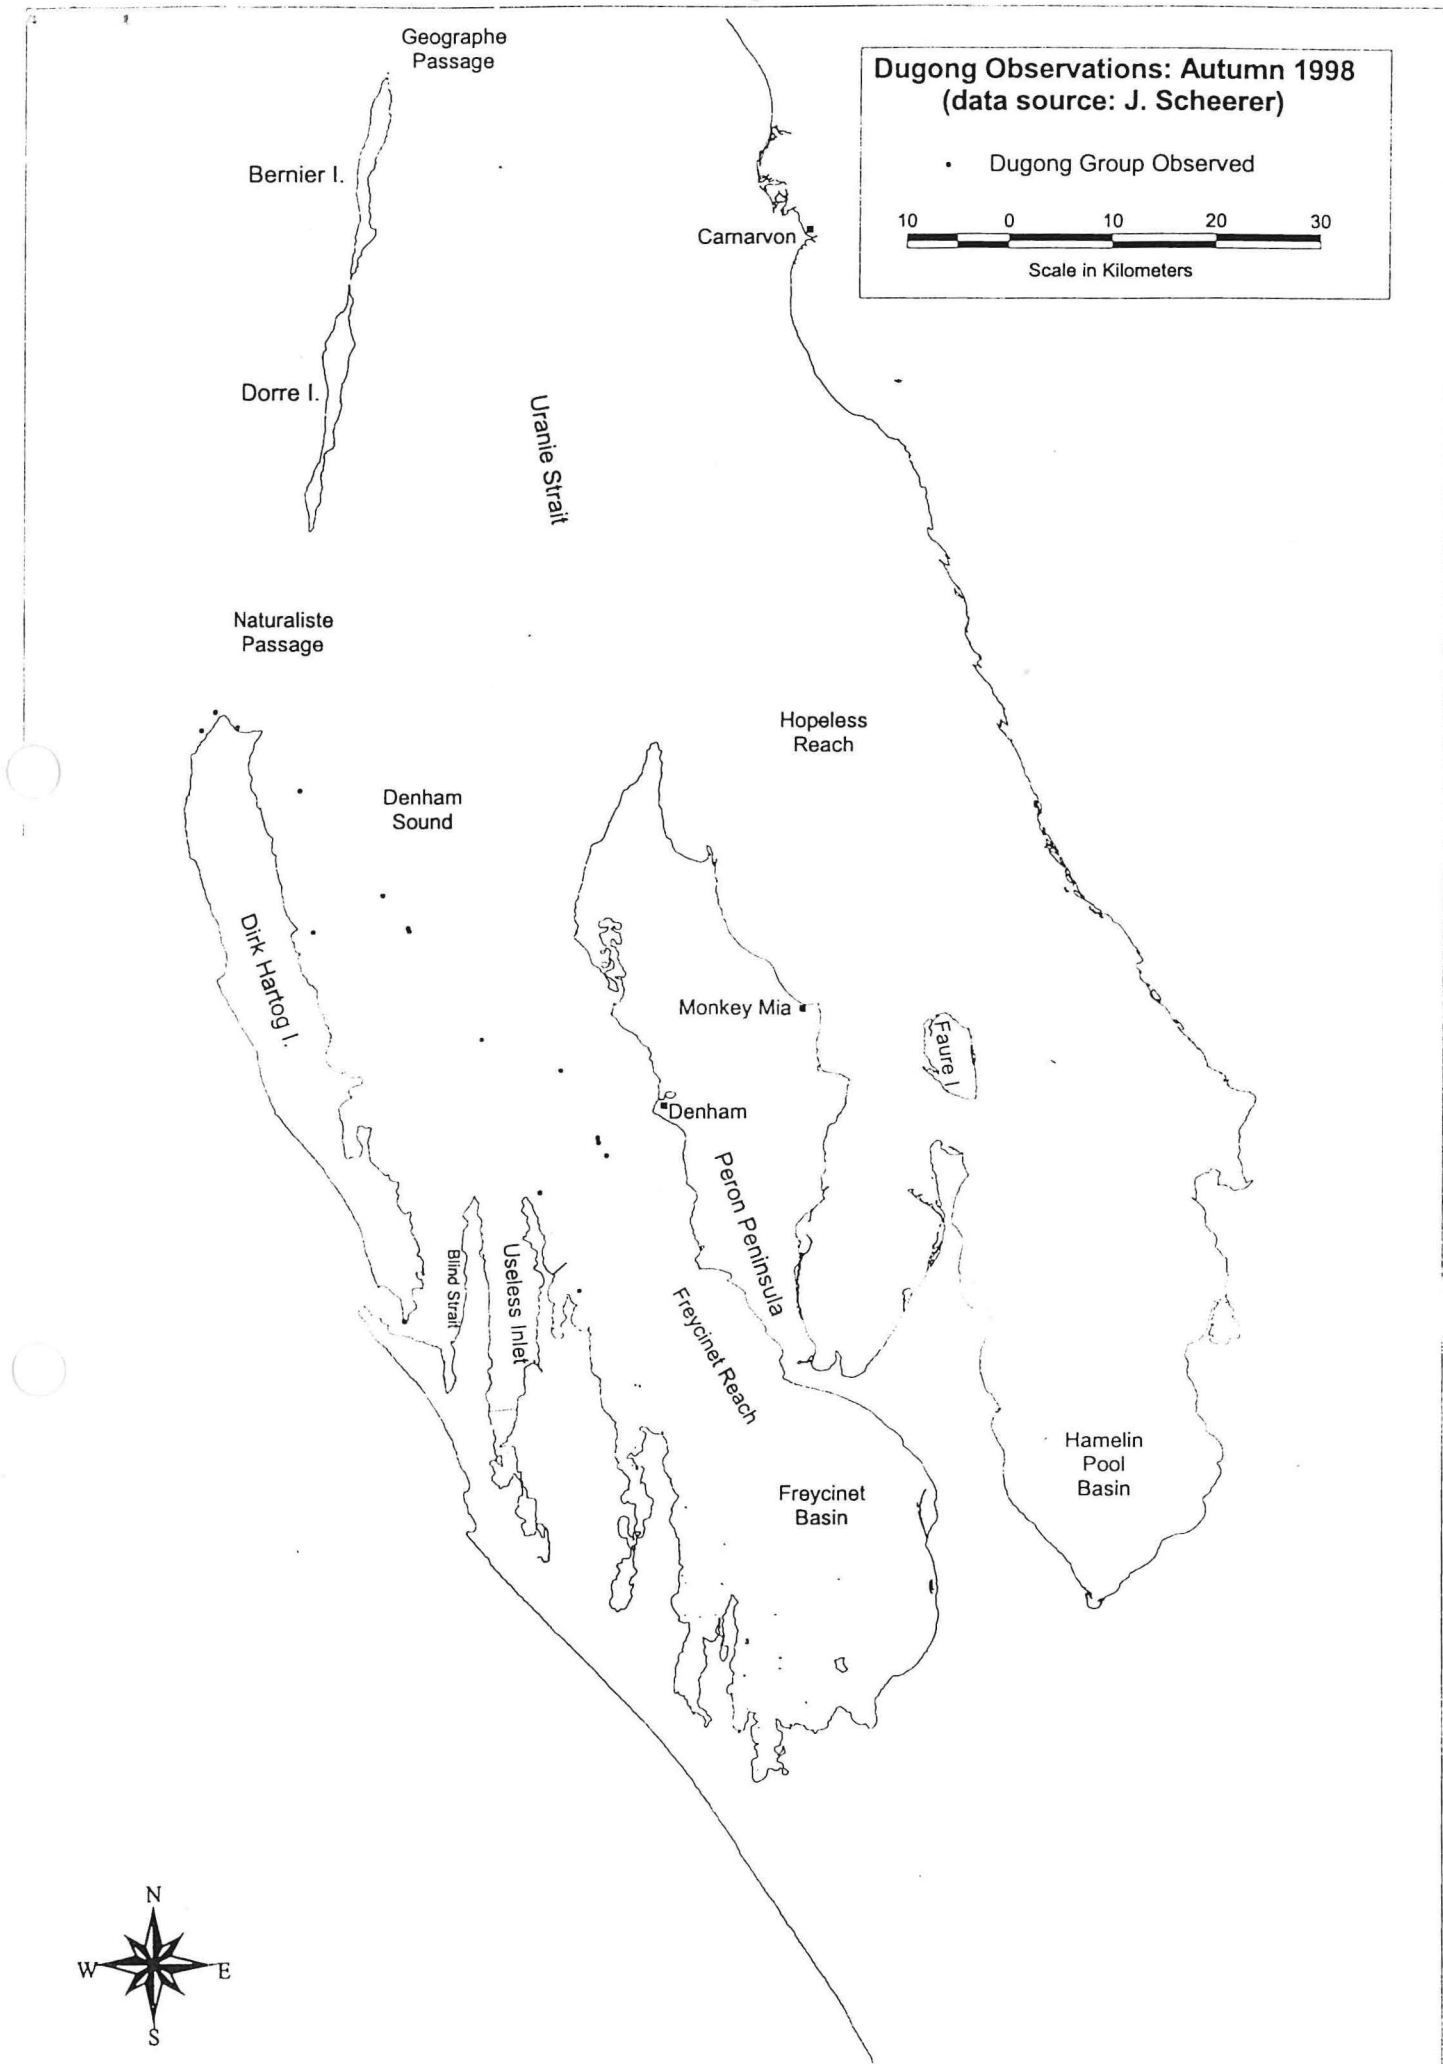 Geographe
Passage
Dugong Observations: Autumn 1998
(data source: J. Scheerer)
Dugong Group Observed
10 0 10 20 30
Scale in Kilometers
Bernier I.
Carnarvon
Dorre I.
Uranie Strait
Naturaliste
Passage
Hopeless
Reach
Denham
Sound
Dirk Hartog I.
Monkey Mia
Faure I
Denham
Peron Peninsula
Blind Strait
Useless Inlet
Freycinet Reach
Hamelin
Pool
Basin
Freycinet
Basin
N
W E
S